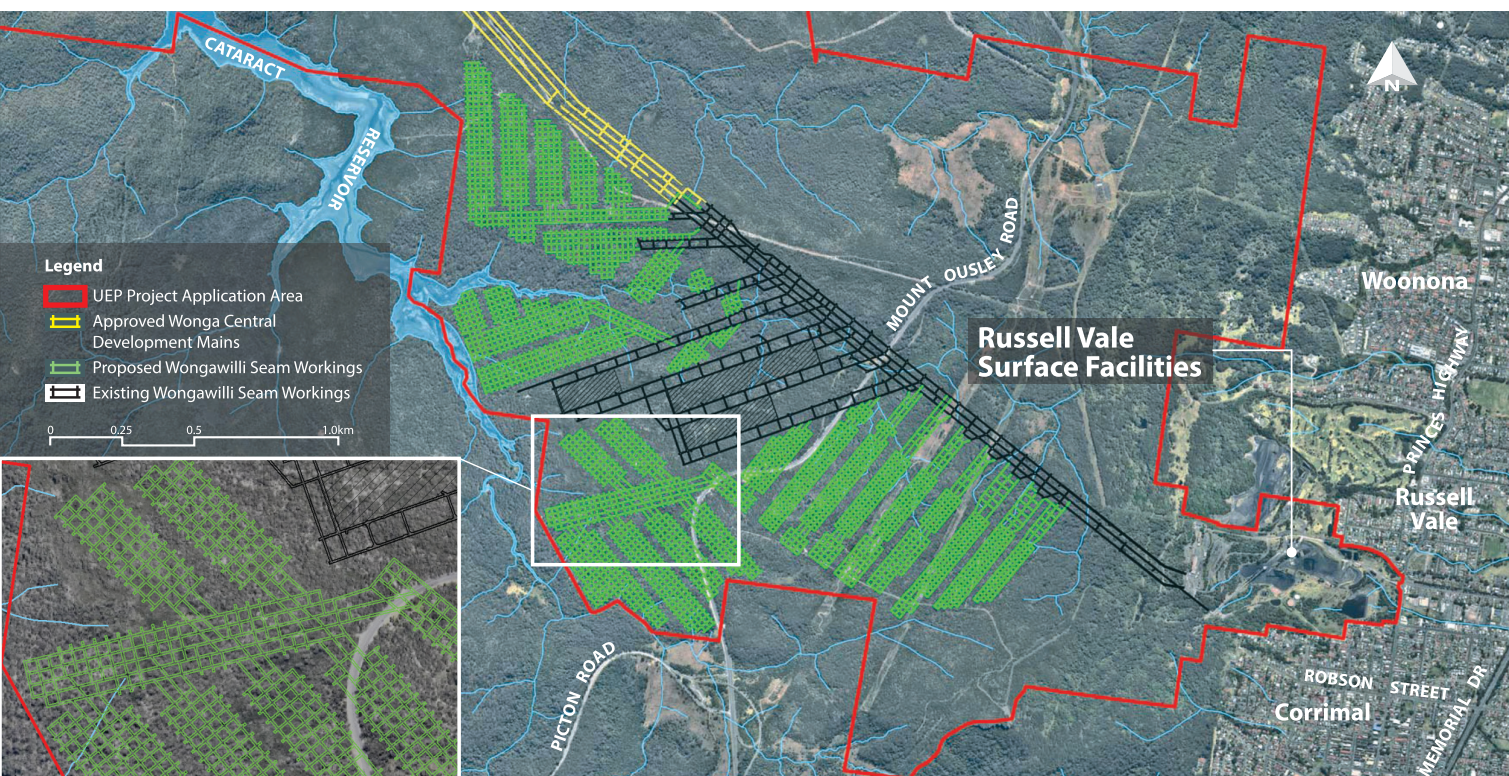 CATARACT
RESERVOIR
N
MOUNT OUSLEY ROAD
Woonona
Legend
UEP Project Application Area
Approved Wonga Central
Development Mains
Proposed Wongawilli Seam Workings
Existing Wongawilli Seam Workings
0 0.25 0.5 1.0km
Russell Vale
Surface Facilities
PRINCES HIGHWAY
Russell
Vale
PICTON ROAD
ROBSON STREET
Corrimal
MEMORIAL DR